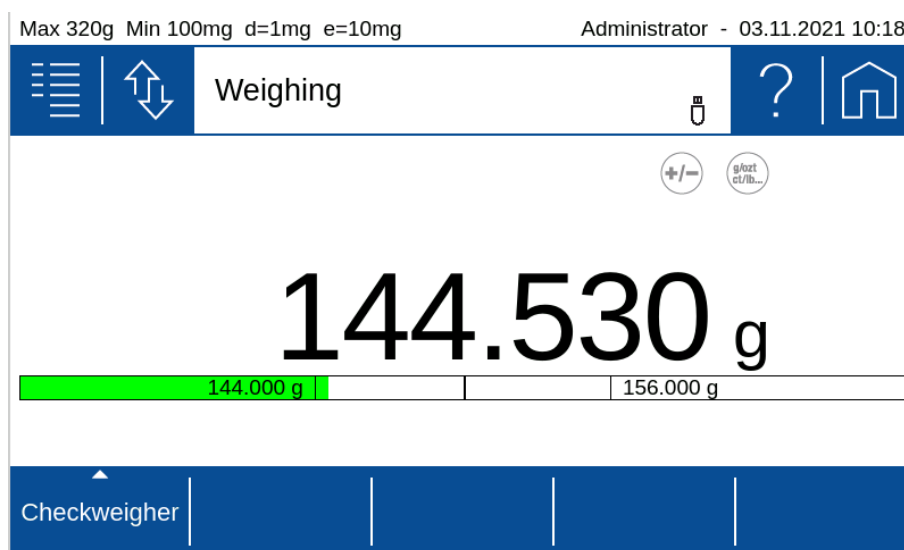 Max 320g Min 100mg d=1mg e=10mg Administrator - 03.11.2021 10:18
Weighing ?
+/- g/ozt
ct/lb...
144.530 g
144.000 g 156.000 g
Checkweigher